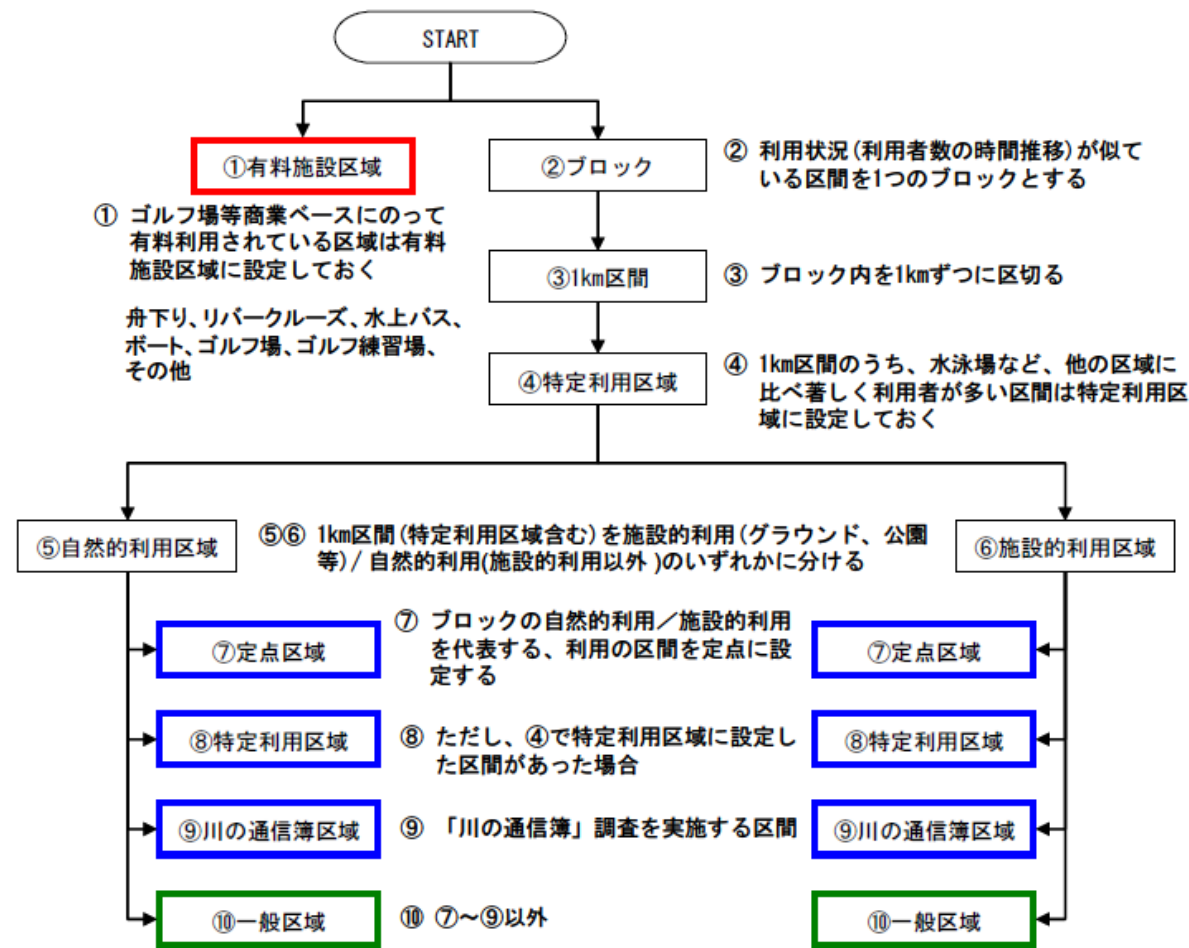 START
①有料施設区域
②ブロック
② 利用状況(利用者数の時間推移)が似て
いる区間を1つのブロックとする
① ゴルフ場等商業ベースにのって
有料利用されている区域は有料
施設区域に設定しておく
舟下り、リバークルーズ、水上バス、
ボート、ゴルフ場、ゴルフ練習場、
その他
③1km区間
③ ブロック内を1kmずつに区切る
④特定利用区域
④ 1km区間のうち、水泳場など、他の区域に
比べ著しく利用者が多い区間は特定利用区
域に設定しておく
⑤自然的利用区域
⑤⑥ 1km区間(特定利用区域含む)を施設的利用(グラウンド、公園
等)/自然的利用(施設的利用以外)のいずれかに分ける
⑥施設的利用区域
⑦定点区域
⑦ ブロックの自然的利用/施設的利用
を代表する、利用の区間を定点に設
定する
⑦定点区域
⑧特定利用区域
⑧ ただし、④で特定利用区域に設定し
た区間があった場合
⑧特定利用区域
⑨川の通信簿区域
⑨ 「川の通信簿」調査を実施する区間
⑨川の通信簿区域
⑩一般区域
⑩ ⑦~⑨以外
⑩一般区域